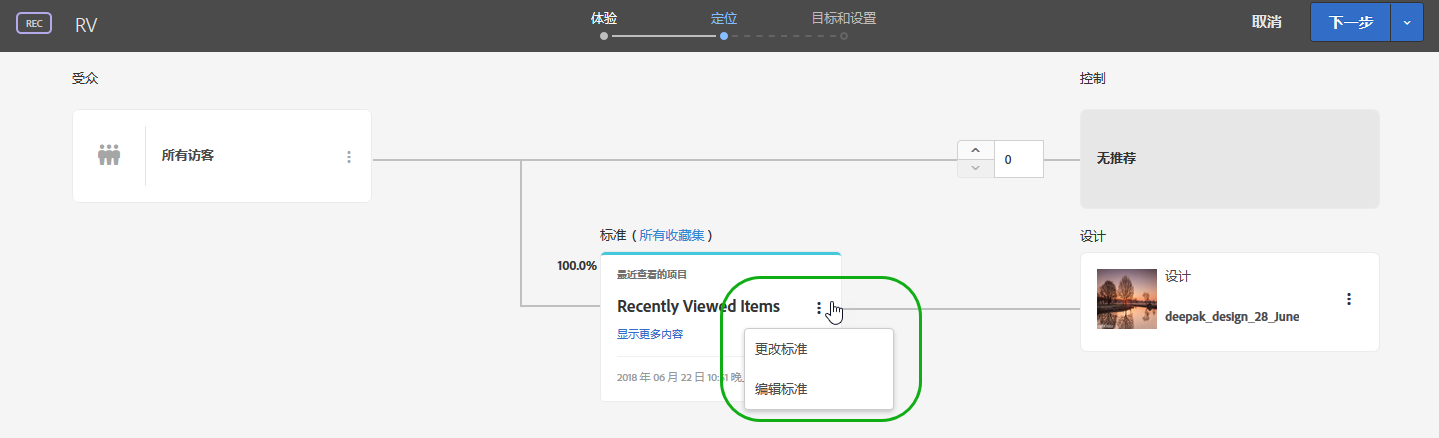 REC
RV
体验
定位
目标和设置
取消
下一步
受众
控制
所有访客
0
无推荐
标准（所有收藏集）
设计
100.0%
最近查看的项目
Recently Viewed Items
显示更多内容
更改标准
2018 年 06 月 22 日 10:51 晚
编辑标准
设计
deepak_design_28_June